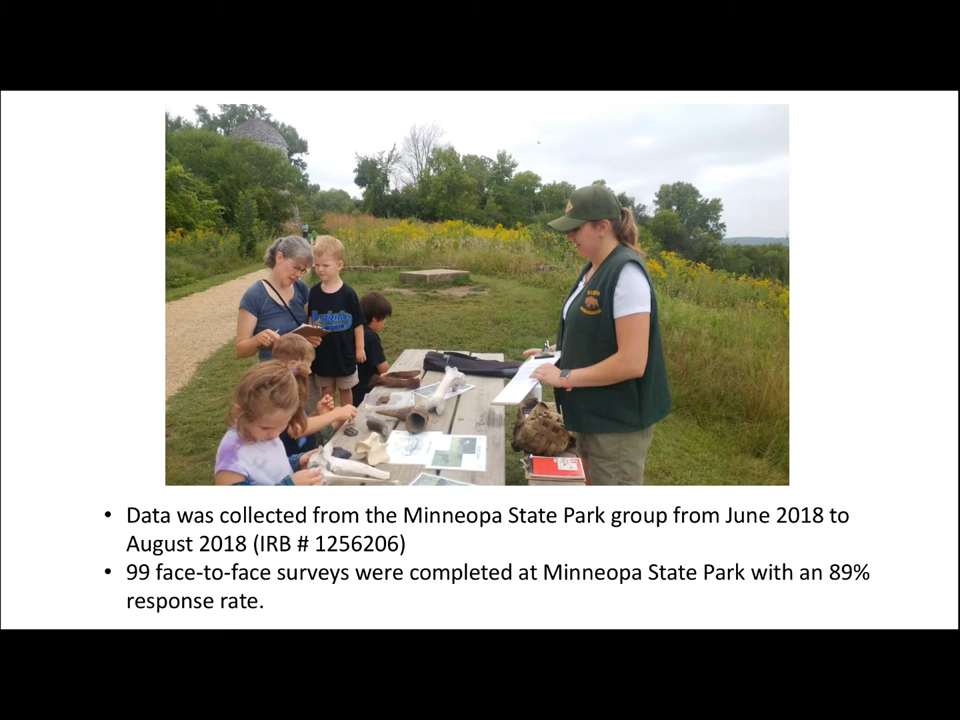 • Data was collected from the Minneopa State Park group from June 2018 to
August 2018 (IRB # 1256206)
• 99 face-to-face surveys were completed at Minneopa State Park with an 89%
response rate.